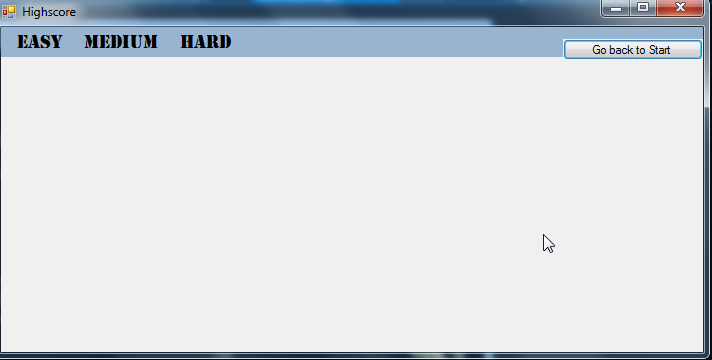 Highscore
EASY MEDIUM HARD
Go back to Start